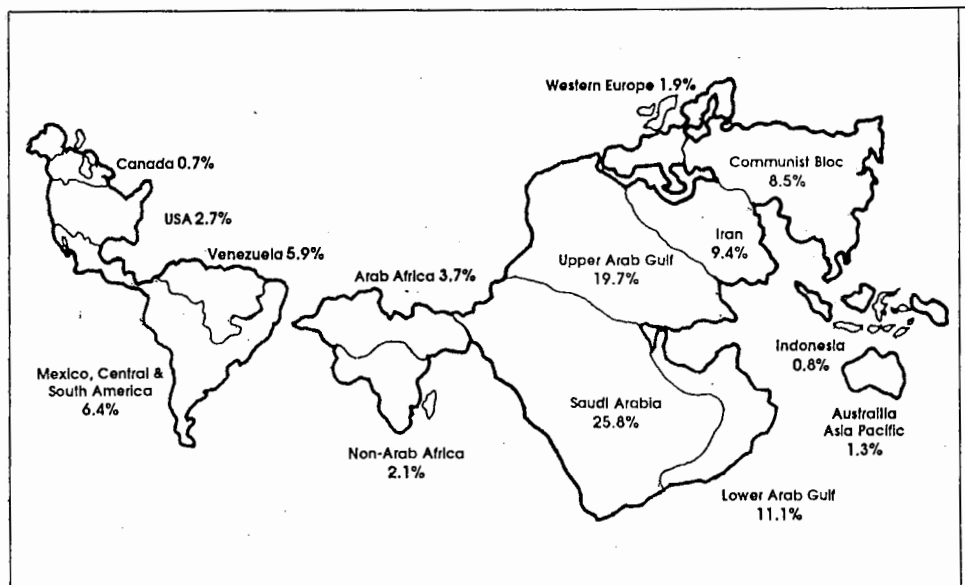 Western Europe 1.9%
Canada 0.7%
Communist Bloc
8.5%
USA 2.7%
Iran
9.4%
Venezuela 5.9%
Upper Arab Gulf
19.7%
Arab Africa 3.7%
Indonesia
0.8%
Mexico, Central &
South America
6.4%
Saudi Arabia
25.8%
Australlia
Asia Pacific
1.3%
Non-Arab Africa
2.1%
Lower Arab Gulf
11.1%